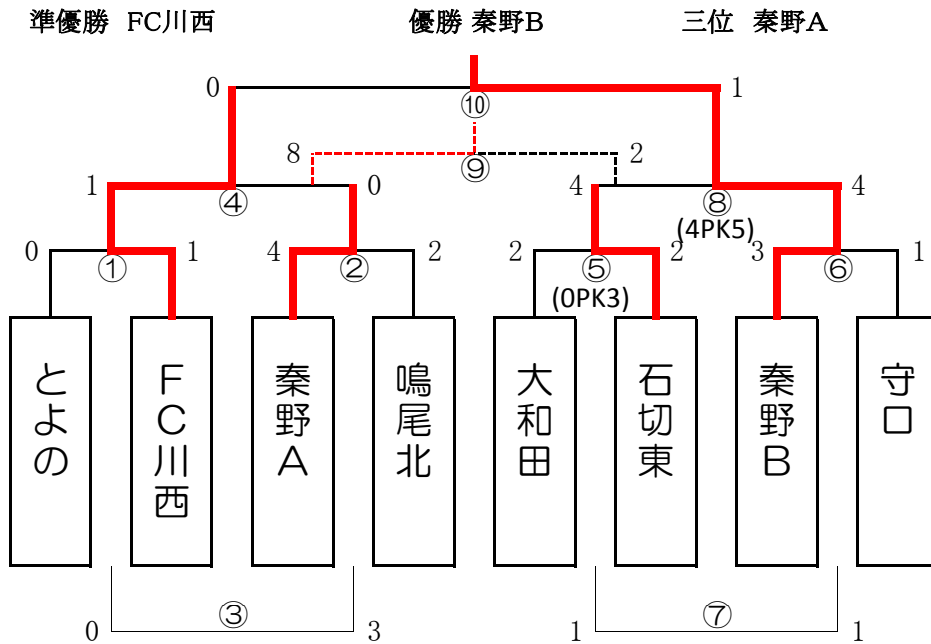 準優勝 FC川西 優勝 秦野B 三位 秦野A
0 ⑩ 1
8 ⑨ 2
1 ④ 0 4 ⑧ 4
(4PK5)
0 ① 1 4 ② 2 2 ⑤ 2 3 ⑥ 1
(0PK3)
とよの
FC川西
秦野A
鳴尾北
大和田
石切東
秦野B
守口
0 ③ 3 1 ⑦ 1